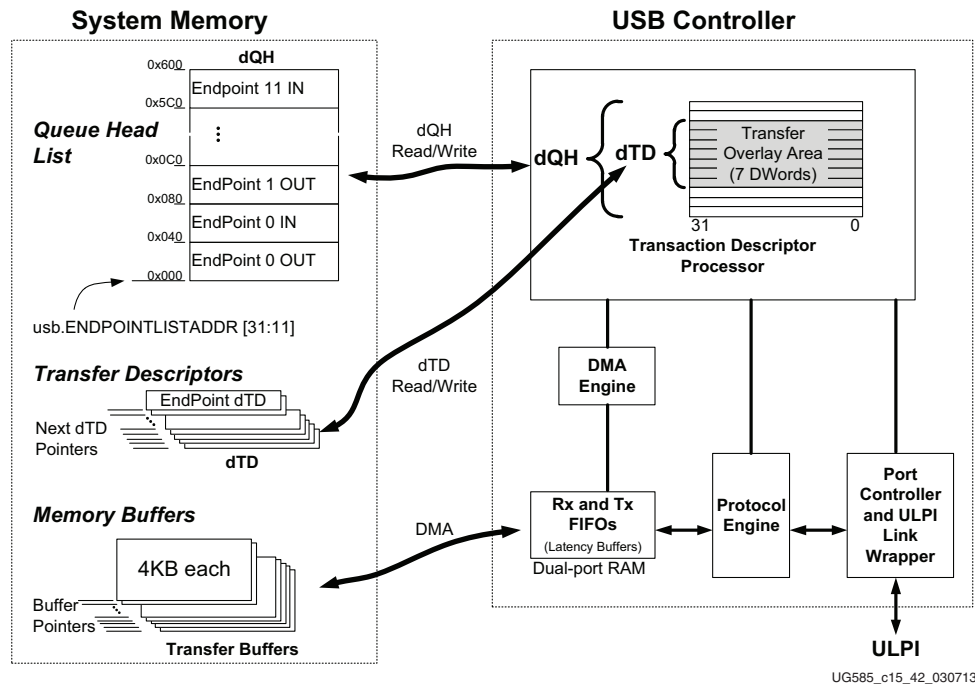 System Memory
USB Controller
dQH
0x600
Endpoint 11 IN
0x5C0
Queue Head
List
0x0C0
EndPoint 1 OUT
0x080
EndPoint 0 IN
0x040
EndPoint 0 OUT
0x000
usb.ENDPOINTLISTADDR [31:11]
dQH
Read/Write
dQH
dTD
Transfer
Overlay Area
(7 DWords)
31
0
Transaction Descriptor
Processor
Transfer Descriptors
EndPoint dTD
Next dTD
Pointers
dTD
dTD
Read/Write
DMA
Engine
Memory Buffers
4KB each
Buffer
Pointers
Transfer Buffers
DMA
Rx and Tx
FIFOs
(Latency Buffers)
Dual-port RAM
Protocol
Engine
Port
Controller
and ULPI
Link
Wrapper
ULPI
UG585_c15_42_030713